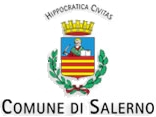 HIPPOCRATICA CIVITAS
COMUNE DI SALERNO